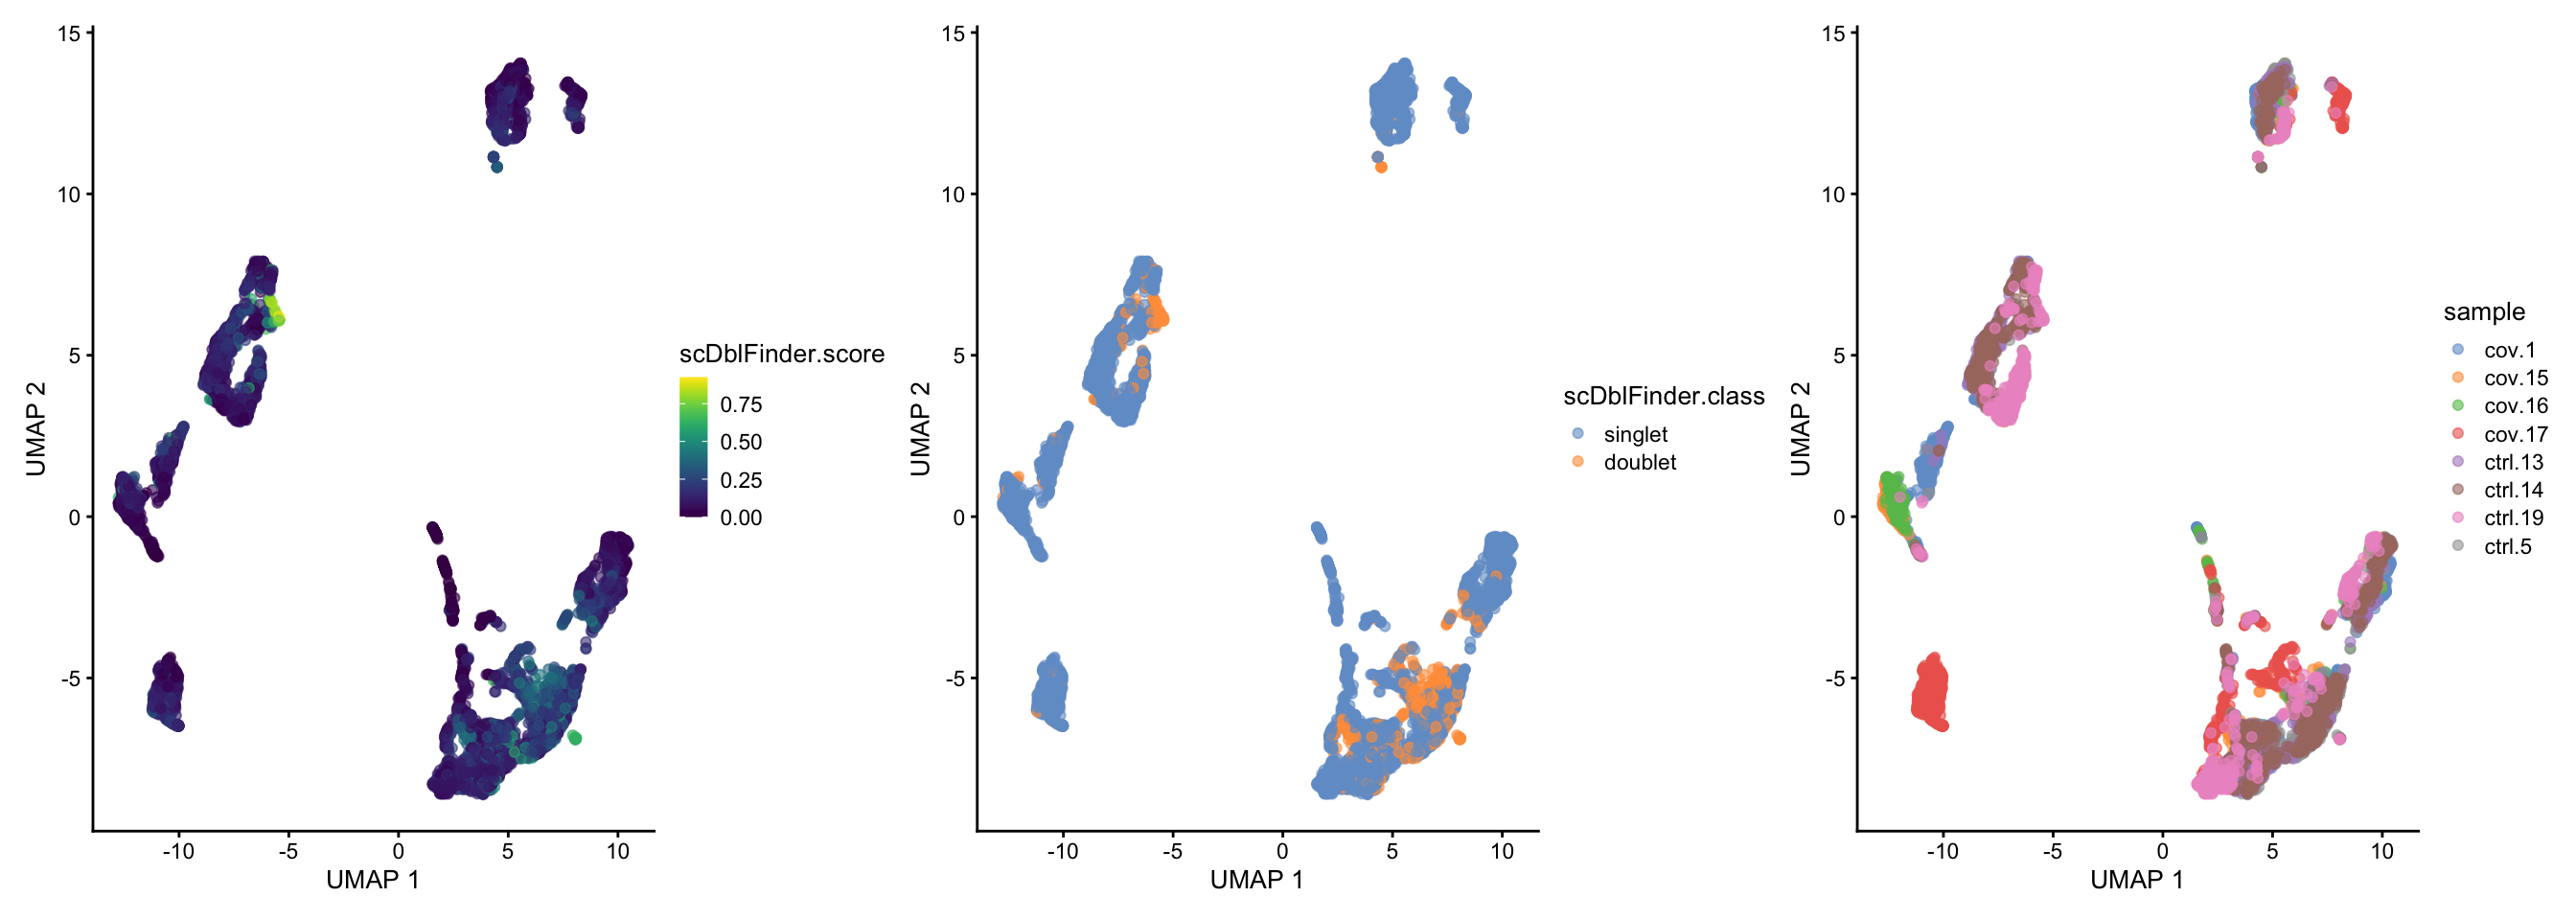 15
10
5
0
-5
UMAP 2
-10
-5
0
5
10
UMAP 1
scDblFinder.score
0.75
0.50
0.25
0.00
15
10
5
0
-5
UMAP 2
-10
-5
0
5
10
UMAP 1
scDblFinder.class
singlet
doublet
15
10
5
0
-5
UMAP 2
-10
-5
0
5
10
UMAP 1
sample
cov.1
cov.15
cov.16
cov.17
ctrl.13
ctrl.14
ctrl.19
ctrl.5